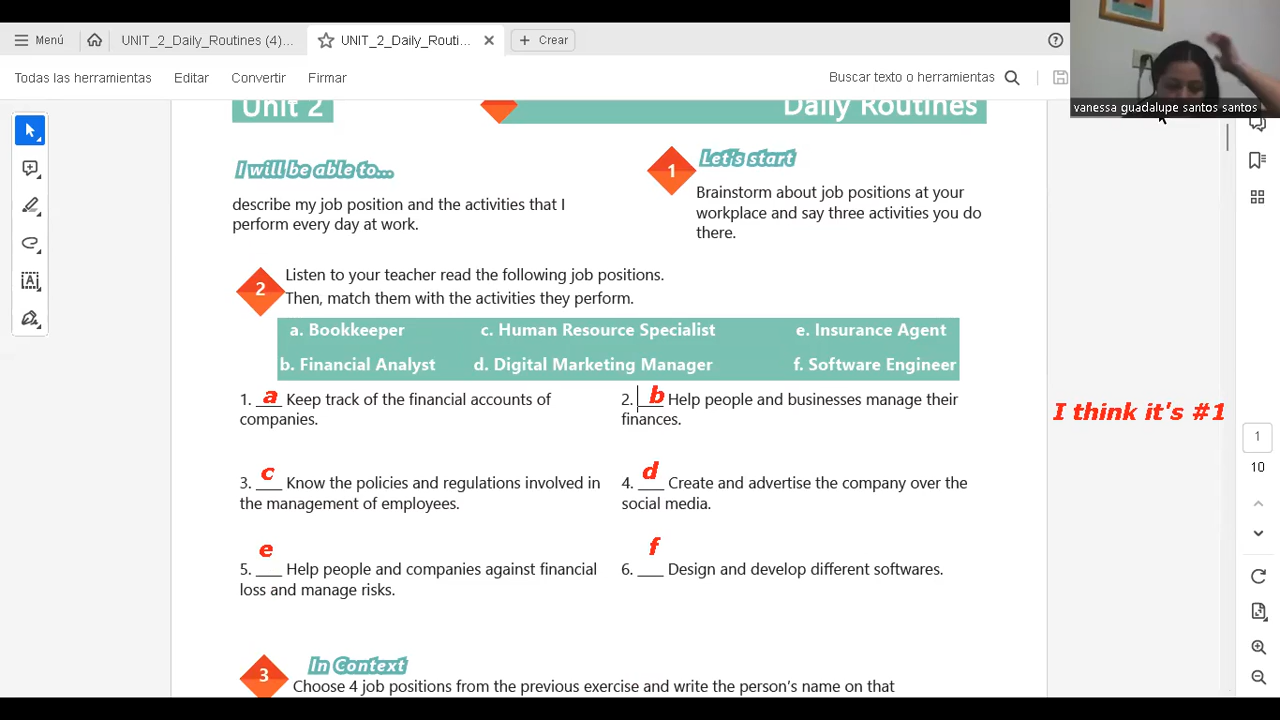 Menú
UNIT_2_Daily_Routines (4)...
UNIT_2_Daily_Routi...
Crear
Todas las herramientas
Editar
Convertir
Firmar
Buscar texto o herramientas
vanessa guadalupe santos santos
Unit 2
Daily Routines
I will be able to...
describe my job position and the activities that I
perform every day at work.
1
Let's start
Brainstorm about job positions at your
workplace and say three activities you do
there.
2
Listen to your teacher read the following job positions.
Then, match them with the activities they perform.
a. Bookkeeper
c. Human Resource Specialist
e. Insurance Agent
b. Financial Analyst
d. Digital Marketing Manager
f. Software Engineer
1. a Keep track of the financial accounts of
companies.
2. b Help people and businesses manage their
finances.
I think it's #1
3. c Know the policies and regulations involved in
the management of employees.
4. d Create and advertise the company over the
social media.
5. e Help people and companies against financial
loss and manage risks.
6. f Design and develop different softwares.
1
10
3
In Context
Choose 4 job positions from the previous exercise and write the person's name on that